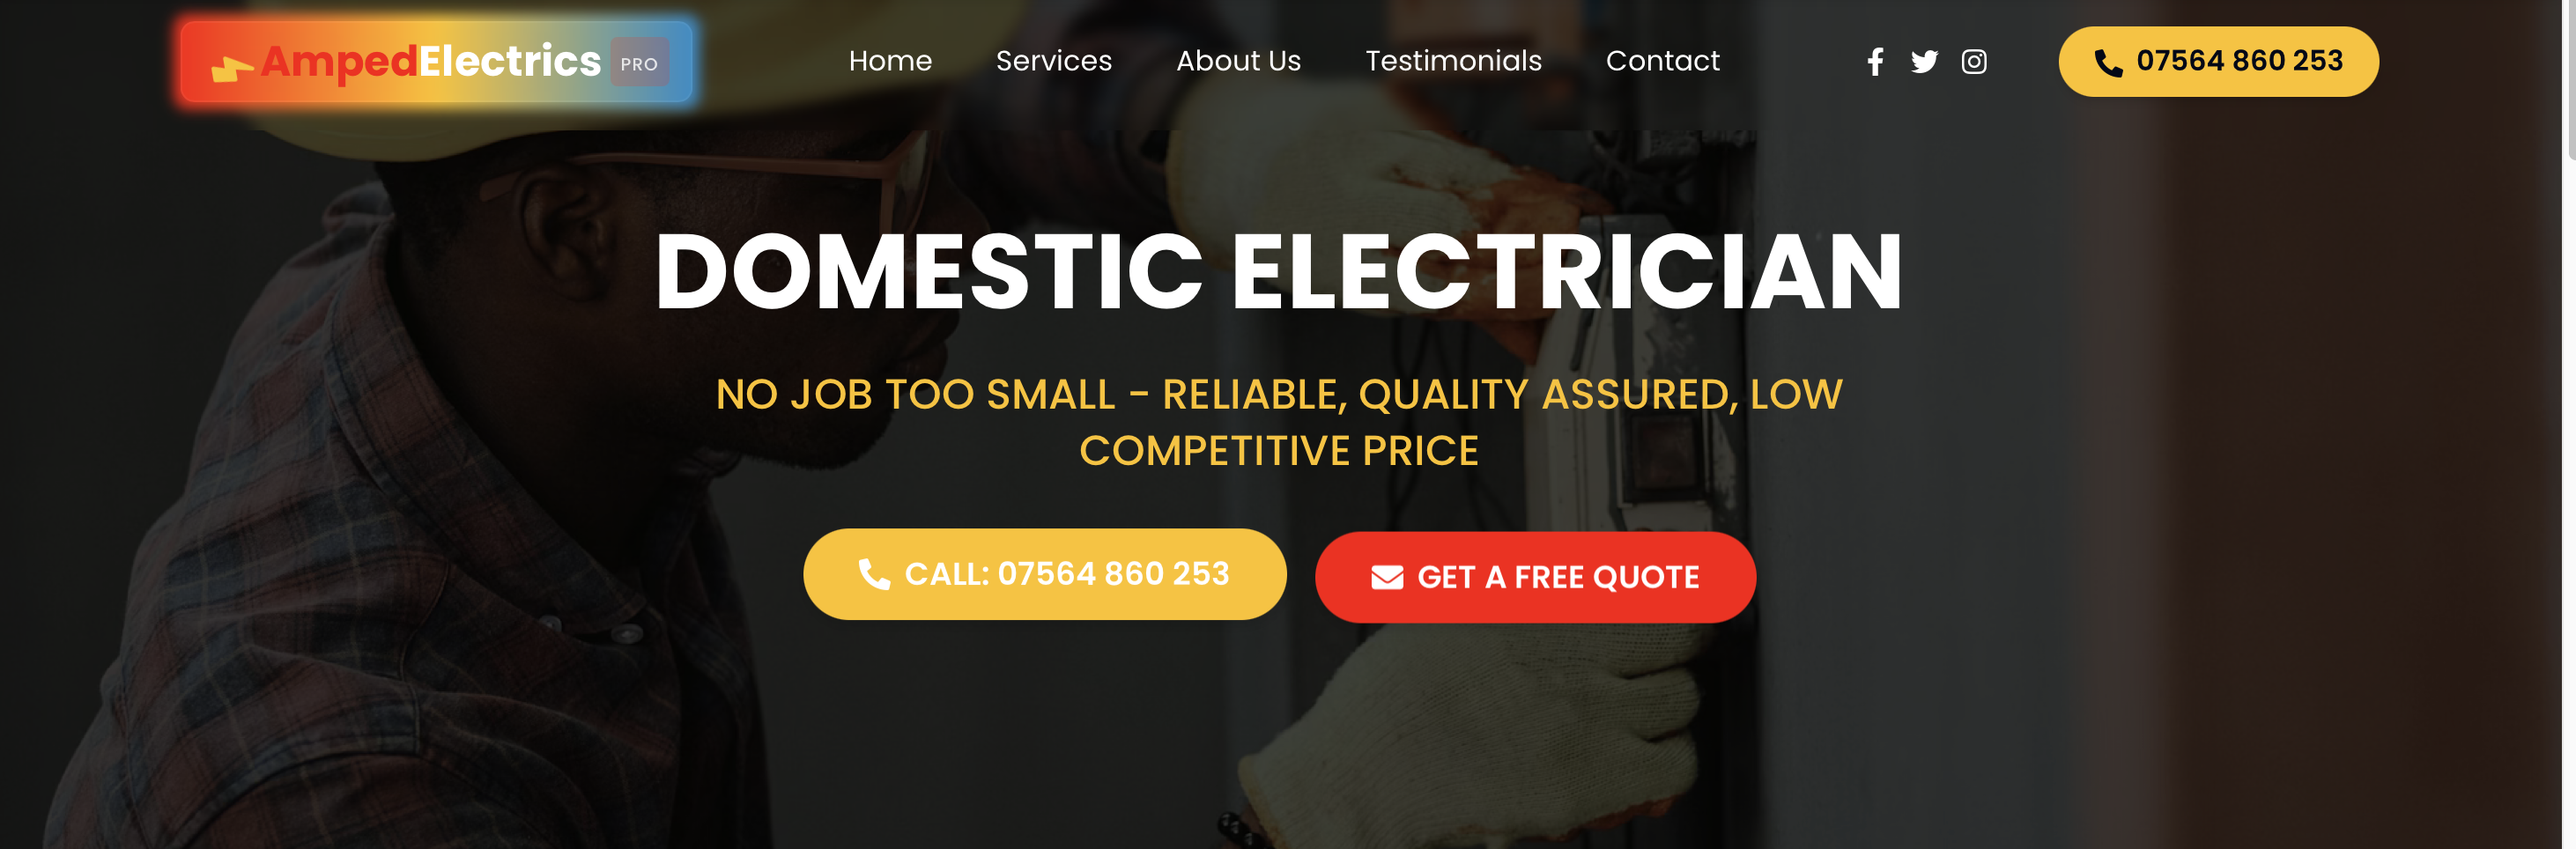 AmpedElectrics PRO
Home Services About Us Testimonials Contact
07564 860 253
DOMESTIC ELECTRICIAN
NO JOB TOO SMALL - RELIABLE, QUALITY ASSURED, LOW
COMPETITIVE PRICE
CALL: 07564 860 253
GET A FREE QUOTE